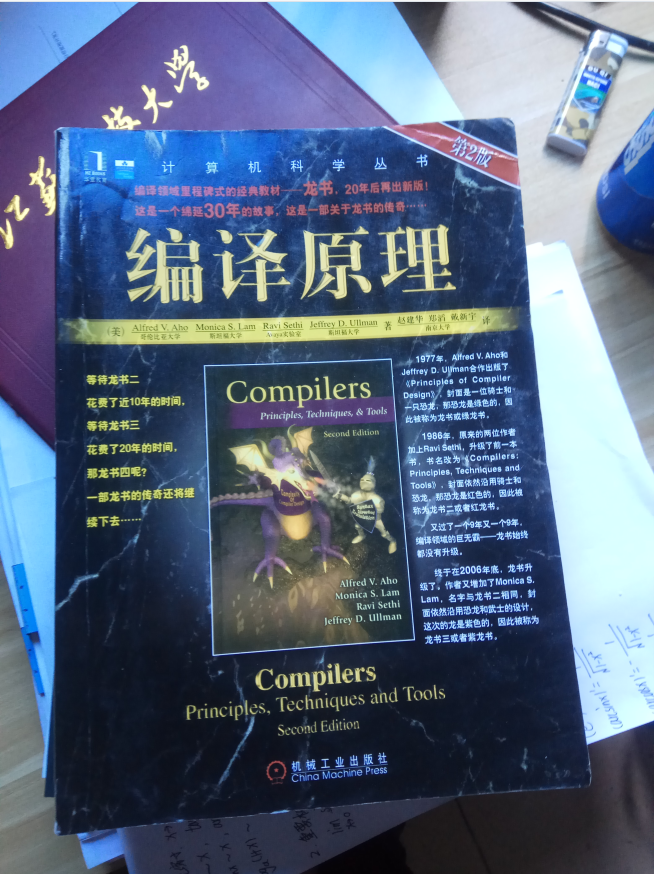 江苏
大学
计算机科学丛书
第2版
编译领域里程碑式的经典教材——龙书，20年后再出新版！
这是一个绵延30年的故事，这是一部关于龙书的传奇……
编译原理
(美) Alfred V. Aho Monica S. Lam Ravi Sethi Jeffrey D. Ullman 著 赵建华 郑滔 戴新宇 译
哥伦比亚大学 斯坦福大学 Avaya实验室 斯坦福大学 南京大学
等待龙书二
花费了近10年的时间，
等待龙书三
花费了20年的时间，
那龙书四呢？
一部龙书的传奇还将继
续下去……
Compilers
Principles, Techniques, & Tools
Second Edition
Alfred V. Aho
Monica S. Lam
Ravi Sethi
Jeffrey D. Ullman
1977年，Alfred V. Aho和
Jeffrey D. Ullman合作出版了
《Principles of Compiler
Design》，封面是一位骑士和
一只恐龙，那恐龙是绿色的，因
此被称为龙书或绿龙书。
1986年，原来的两位作者
加上Ravi Sethi，升级了前一本
书，书名改为《Compilers:
Principles, Techniques and
Tools》，封面依然沿用骑士和
恐龙，那恐龙是红色的，因此被
称为龙书二或者红龙书。
又过了一个9年又一个9年，
编译领域的巨无霸——龙书始终
都没有升级。
终于在2006年底，龙书升
级了。作者又增加了Monica S.
Lam，名字与龙书二相同，封
面依然沿用恐龙和武士的设计，
这次的龙是紫色的，因此被称为
龙书三或者紫龙书。
Compilers
Principles, Techniques and Tools
Second Edition
机械工业出版社
China Machine Press